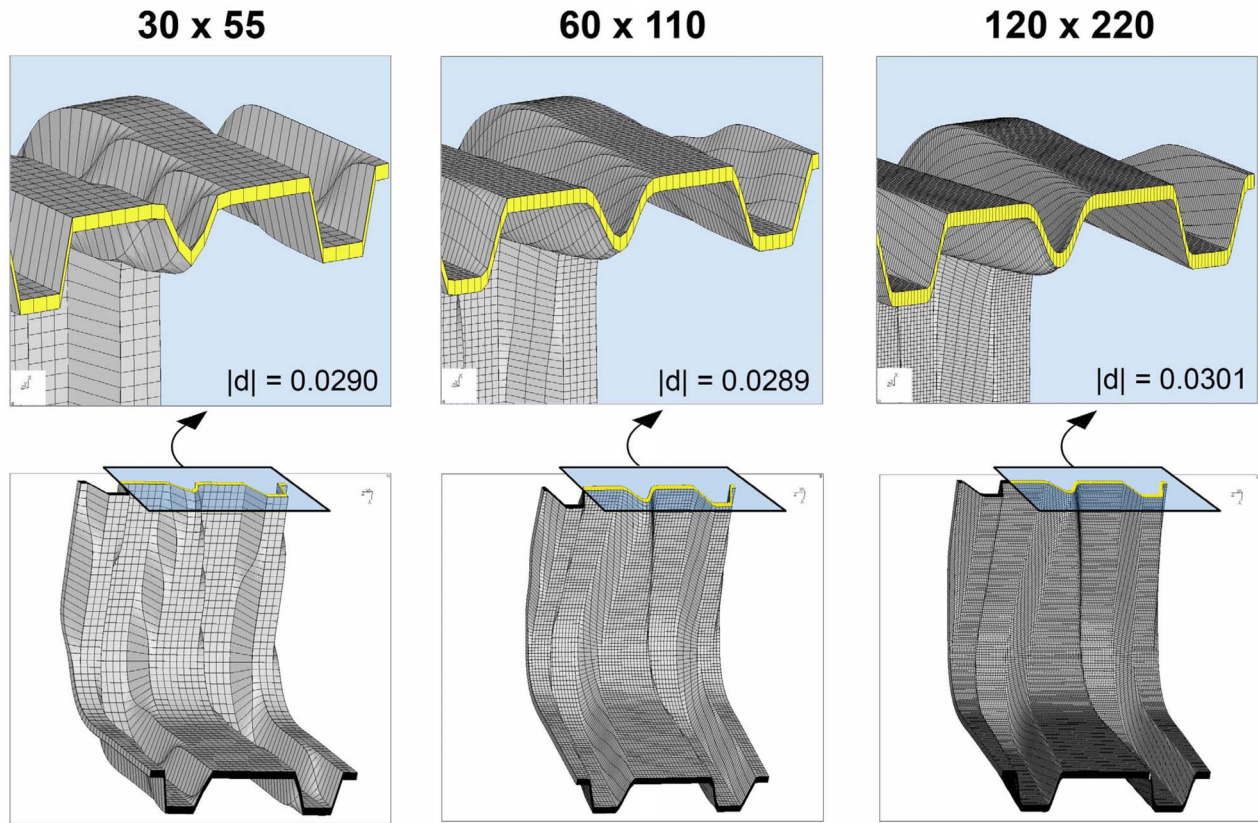 30 x 55
60 x 110
120 x 220
|d| = 0.0290
|d| = 0.0289
|d| = 0.0301